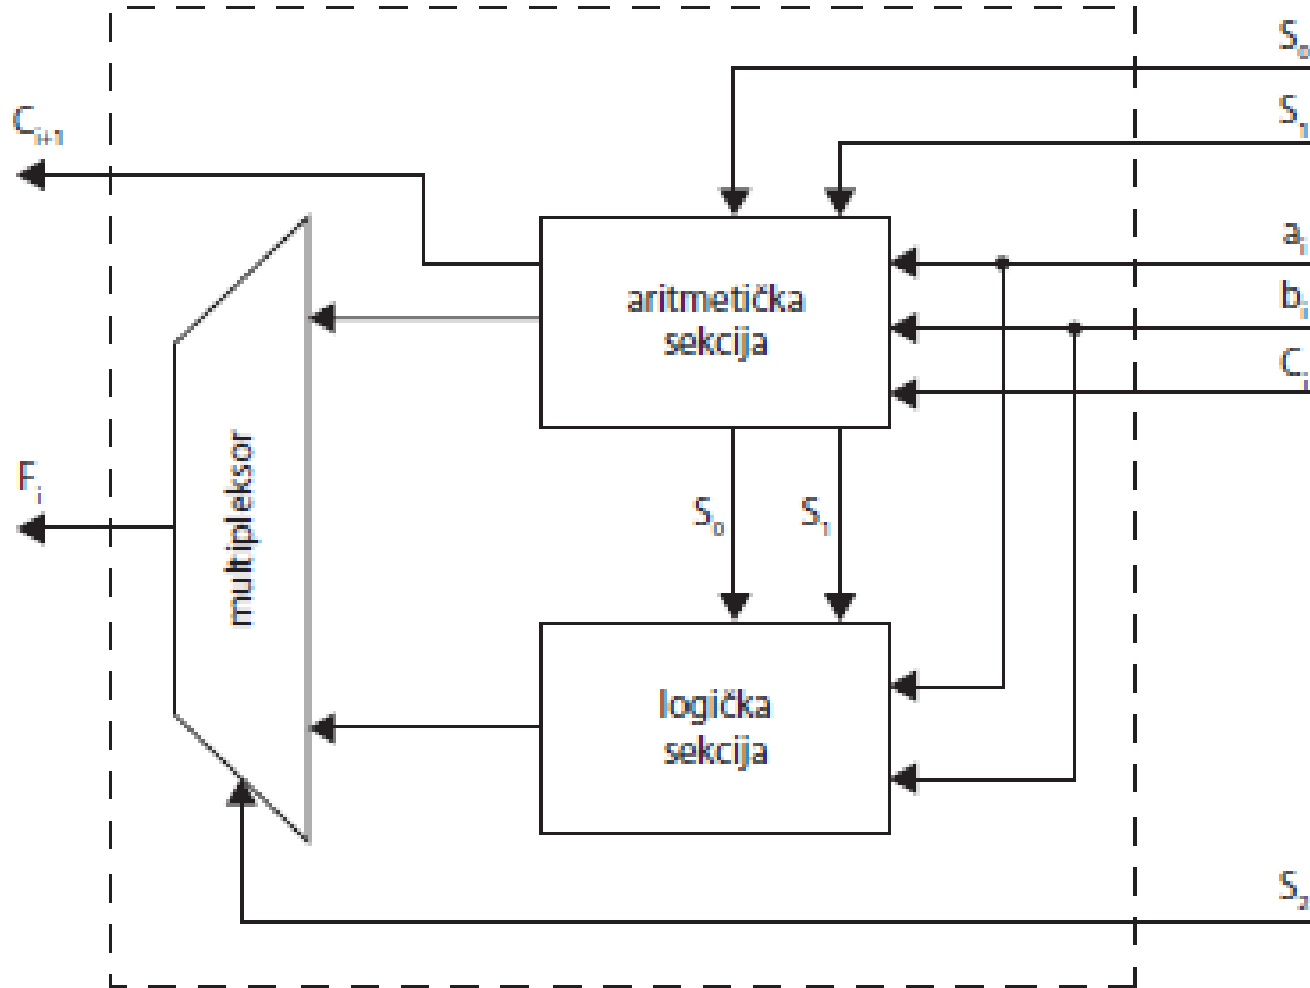 S₀
S₁
Cᵢ₊₁
aᵢ
bᵢ
Cᵢ
aritmetička
sekcija
multipleksor
Fᵢ
S₀
S₁
logička
sekcija
S₂